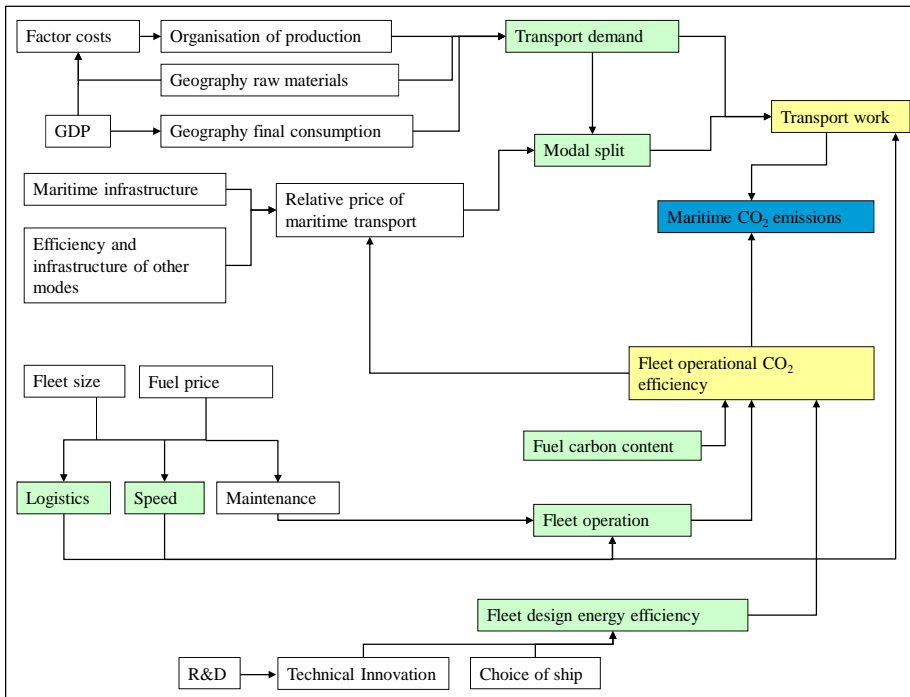 Factor costs
Organisation of production
Transport demand
Geography raw materials
GDP
Geography final consumption
Transport work
Modal split
Maritime infrastructure
Relative price of
maritime transport
Maritime CO₂ emissions
Efficiency and
infrastructure of other
modes
Fleet operational CO₂
efficiency
Fleet size
Fuel price
Fuel carbon content
Logistics
Speed
Maintenance
Fleet operation
Fleet design energy efficiency
R&D
Technical Innovation
Choice of ship